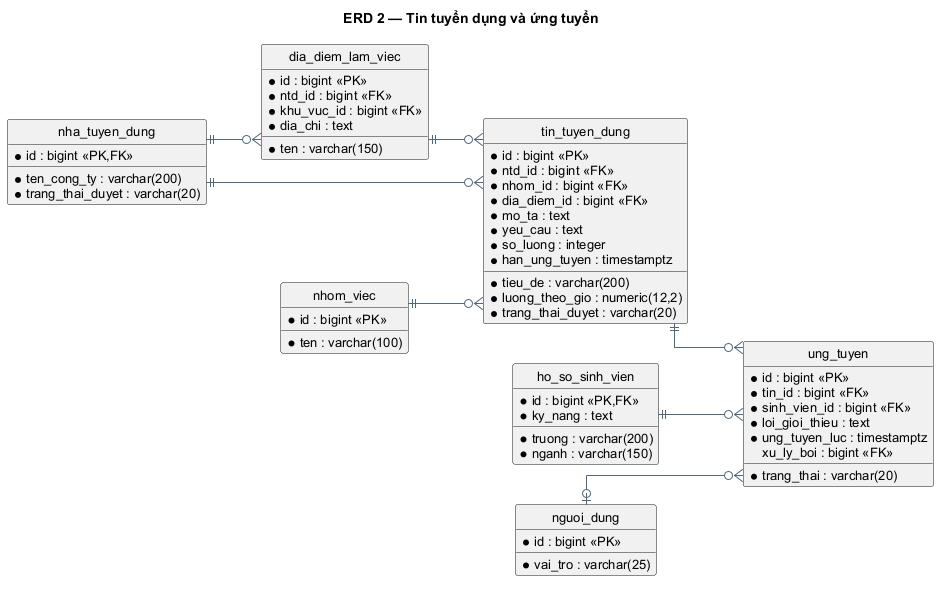 ERD 2 — Tin tuyển dụng và ứng tuyển
dia_diem_lam_viec
id : bigint «PK»
ntd_id : bigint «FK»
khu_vuc_id : bigint «FK»
dia_chi : text
ten : varchar(150)
nha_tuyen_dung
id : bigint «PK,FK»
ten_cong_ty : varchar(200)
trang_thai_duyet : varchar(20)
tin_tuyen_dung
id : bigint «PK»
ntd_id : bigint «FK»
nhom_id : bigint «FK»
dia_diem_id : bigint «FK»
mo_ta : text
yeu_cau : text
so_luong : integer
han_ung_tuyen : timestamptz
tieu_de : varchar(200)
luong_theo_gio : numeric(12,2)
trang_thai_duyet : varchar(20)
nhom_viec
id : bigint «PK»
ten : varchar(100)
ung_tuyen
id : bigint «PK»
tin_id : bigint «FK»
sinh_vien_id : bigint «FK»
loi_gioi_thieu : text
ung_tuyen_luc : timestamptz
xu_ly_boi : bigint «FK»
trang_thai : varchar(20)
ho_so_sinh_vien
id : bigint «PK,FK»
ky_nang : text
truong : varchar(200)
nganh : varchar(150)
nguoi_dung
id : bigint «PK»
vai_tro : varchar(25)